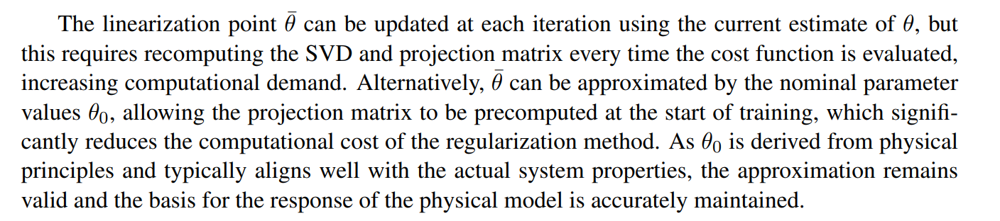 The linearization point θ̄ can be updated at each iteration using the current estimate of θ, but
this requires recomputing the SVD and projection matrix every time the cost function is evaluated,
increasing computational demand. Alternatively, θ̄ can be approximated by the nominal parameter
values θ₀, allowing the projection matrix to be precomputed at the start of training, which signifi-
cantly reduces the computational cost of the regularization method. As θ₀ is derived from physical
principles and typically aligns well with the actual system properties, the approximation remains
valid and the basis for the response of the physical model is accurately maintained.